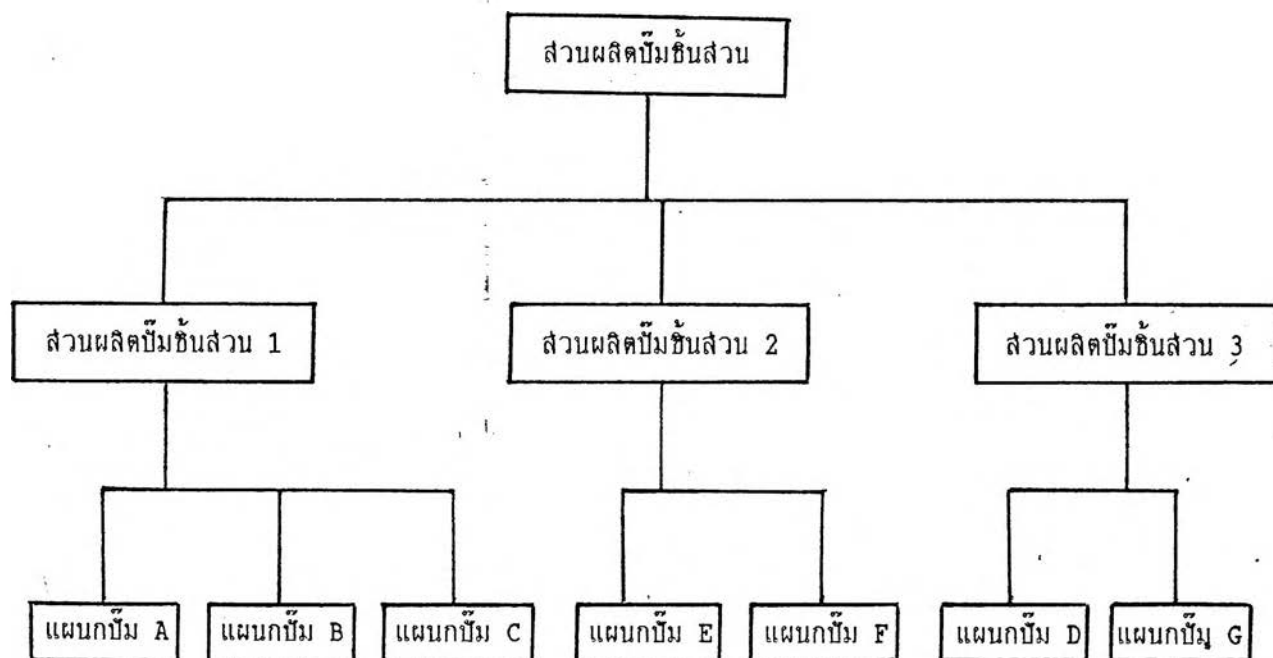 ส่วนผลิตปั๊มชิ้นส่วน
ส่วนผลิตปั๊มชิ้นส่วน 1
ส่วนผลิตปั๊มชิ้นส่วน 2
ส่วนผลิตปั๊มชิ้นส่วน 3
แผนกปั๊ม A
แผนกปั๊ม B
แผนกปั๊ม C
แผนกปั๊ม E
แผนกปั๊ม F
แผนกปั๊ม D
แผนกปั๊ม G